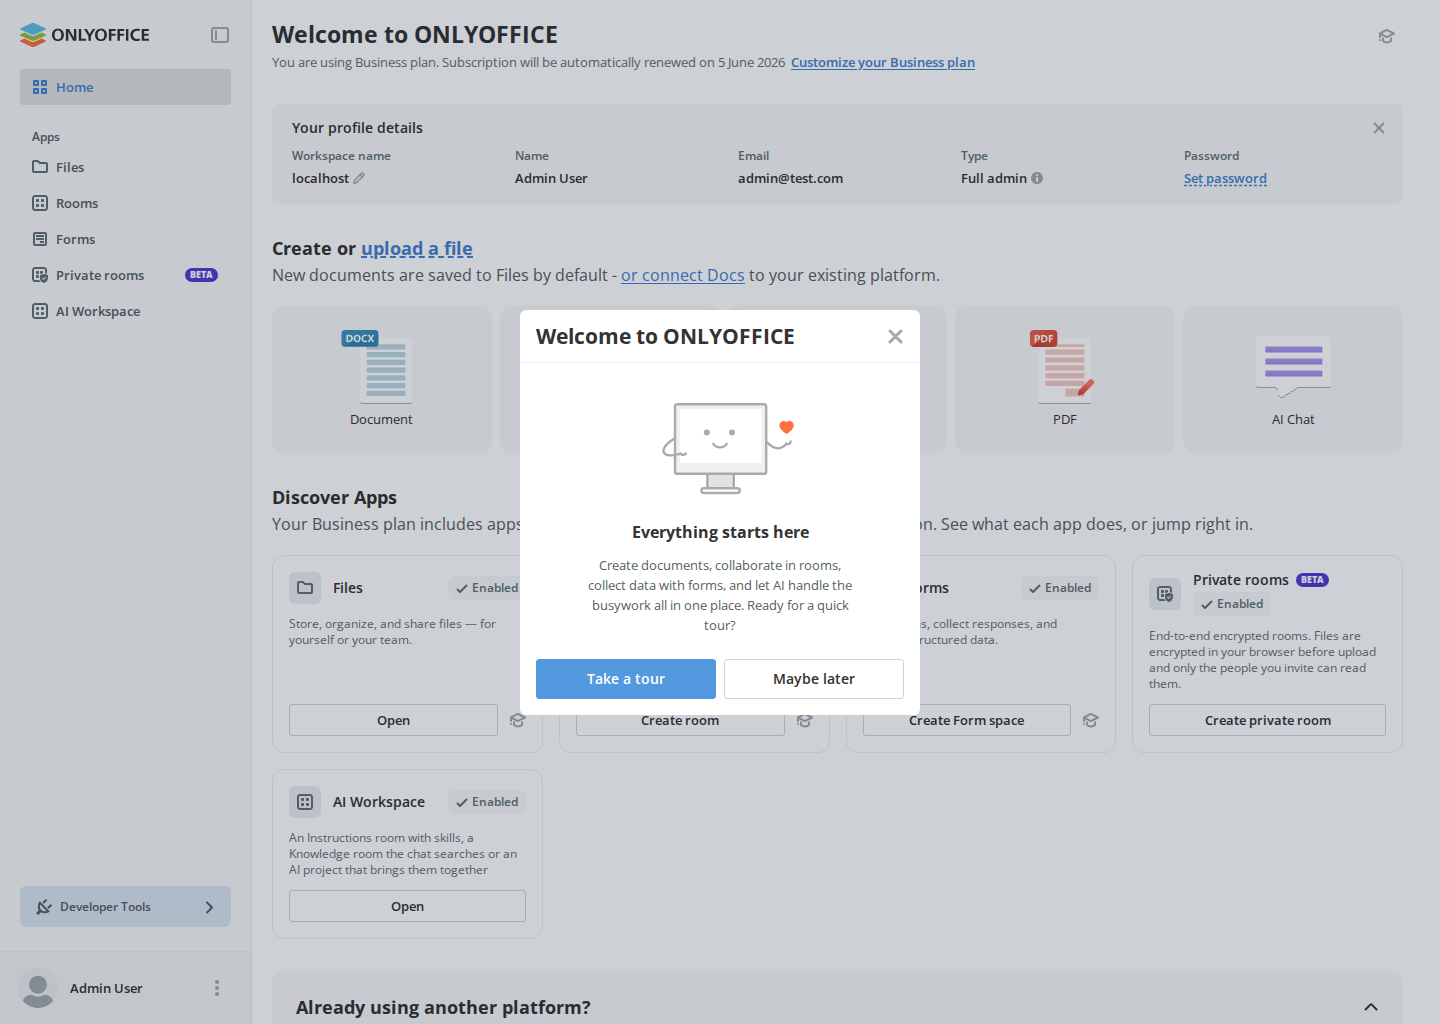 ONLYOFFICE
Home
Apps
Files
Rooms
Forms
Private rooms BETA
AI Workspace
Developer Tools
Admin User
Welcome to ONLYOFFICE
You are using Business plan. Subscription will be automatically renewed on 5 June 2026 Customize your Business plan
Your profile details
Workspace name
localhost
Name
Admin User
Email
admin@test.com
Type
Full admin
Password
Set password
Create or upload a file
New documents are saved to Files by default - or connect Docs to your existing platform.
DOCX
Document
PDF
PDF
AI Chat
Discover Apps
Your Business plan includes apps
on. See what each app does, or jump right in.
Files
Enabled
Store, organize, and share files — for
yourself or your team.
Open
Create room
Enabled
collect responses, and
data.
Create Form space
Private rooms BETA
Enabled
End-to-end encrypted rooms. Files are
encrypted in your browser before upload
and only the people you invite can read
them.
Create private room
AI Workspace
Enabled
An Instructions room with skills, a
Knowledge room the chat searches or an
AI project that brings them together
Open
Already using another platform?
Welcome to ONLYOFFICE
Everything starts here
Create documents, collaborate in rooms,
collect data with forms, and let AI handle the
busywork all in one place. Ready for a quick
tour?
Take a tour
Maybe later